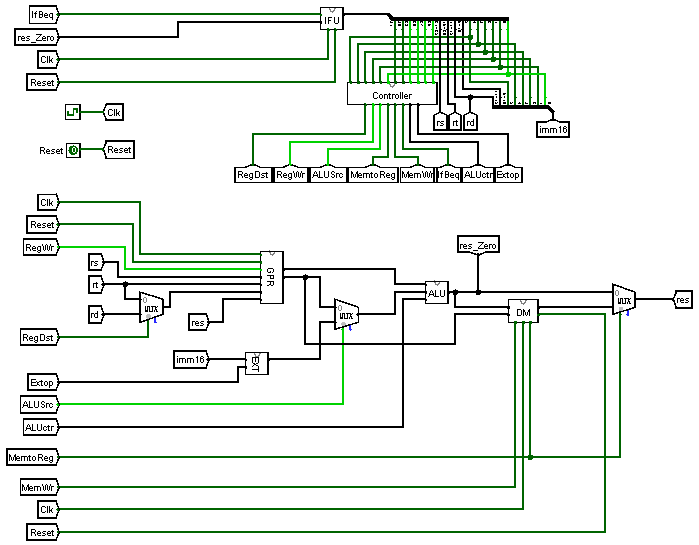 IfBeq
res_Zero
IFU
Clk
Reset
Controller
Clk
rs
rt
rd
imm16
Reset
Reset
RegDst
RegWr
ALUSrc
MemtoReg
MemWr
IfBeq
ALUctr
Extop
Clk
Reset
RegWr
res_Zero
rs
GPR
rt
ALU
MUX
MUX
res
rd
MUX
DM
res
RegDst
imm16
EXT
Extop
ALUSrc
ALUctr
MemtoReg
MemWr
Clk
Reset